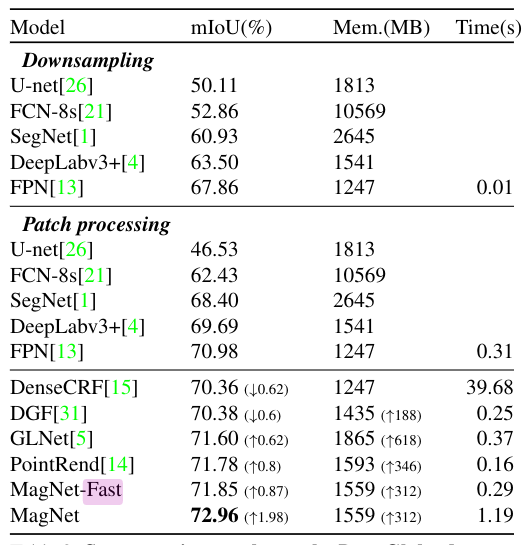 Model mIoU(%) Mem.(MB) Time(s)
Downsampling
U-net[26] 50.11 1813
FCN-8s[21] 52.86 10569
SegNet[1] 60.93 2645
DeepLabv3+[4] 63.50 1541
FPN[13] 67.86 1247 0.01
Patch processing
U-net[26] 46.53 1813
FCN-8s[21] 62.43 10569
SegNet[1] 68.40 2645
DeepLabv3+[4] 69.69 1541
FPN[13] 70.98 1247 0.31
DenseCRF[15] 70.36 (↓0.62) 1247 39.68
DGF[31] 70.38 (↓0.6) 1435 (↑188) 0.25
GLNet[5] 71.60 (↑0.62) 1865 (↑618) 0.37
PointRend[14] 71.78 (↑0.8) 1593 (↑346) 0.16
MagNet-Fast 71.85 (↑0.87) 1559 (↑312) 0.29
MagNet 72.96 (↑1.98) 1559 (↑312) 1.19